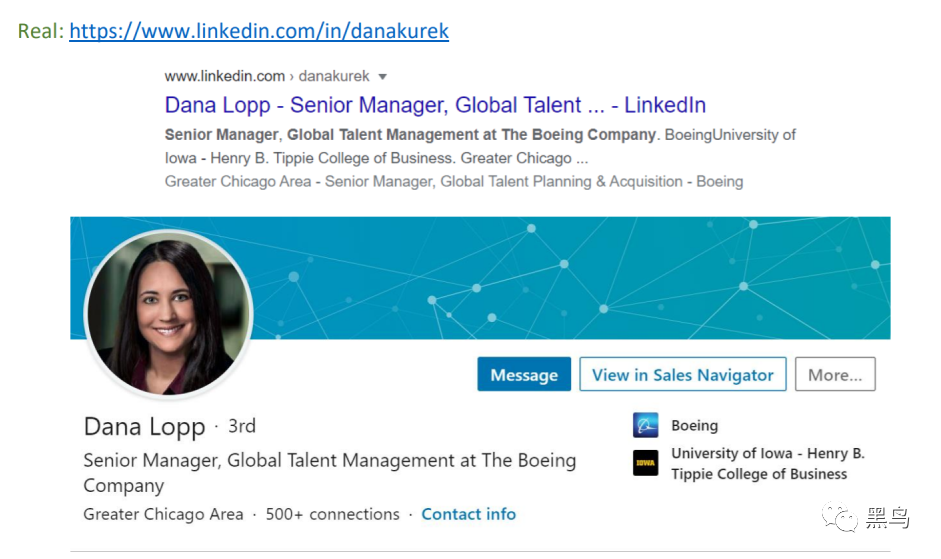 Real: https://www.linkedin.com/in/danakurek
www.linkedin.com › danakurek
Dana Lopp - Senior Manager, Global Talent ... - LinkedIn
Senior Manager, Global Talent Management at The Boeing Company. BoeingUniversity of
Iowa - Henry B. Tippie College of Business. Greater Chicago ...
Greater Chicago Area - Senior Manager, Global Talent Planning & Acquisition - Boeing
Message
View in Sales Navigator
More...
Dana Lopp · 3rd
Senior Manager, Global Talent Management at The Boeing
Company
Greater Chicago Area · 500+ connections · Contact info
Boeing
IOWA
University of Iowa - Henry B.
Tippie College of Business
黑鸟